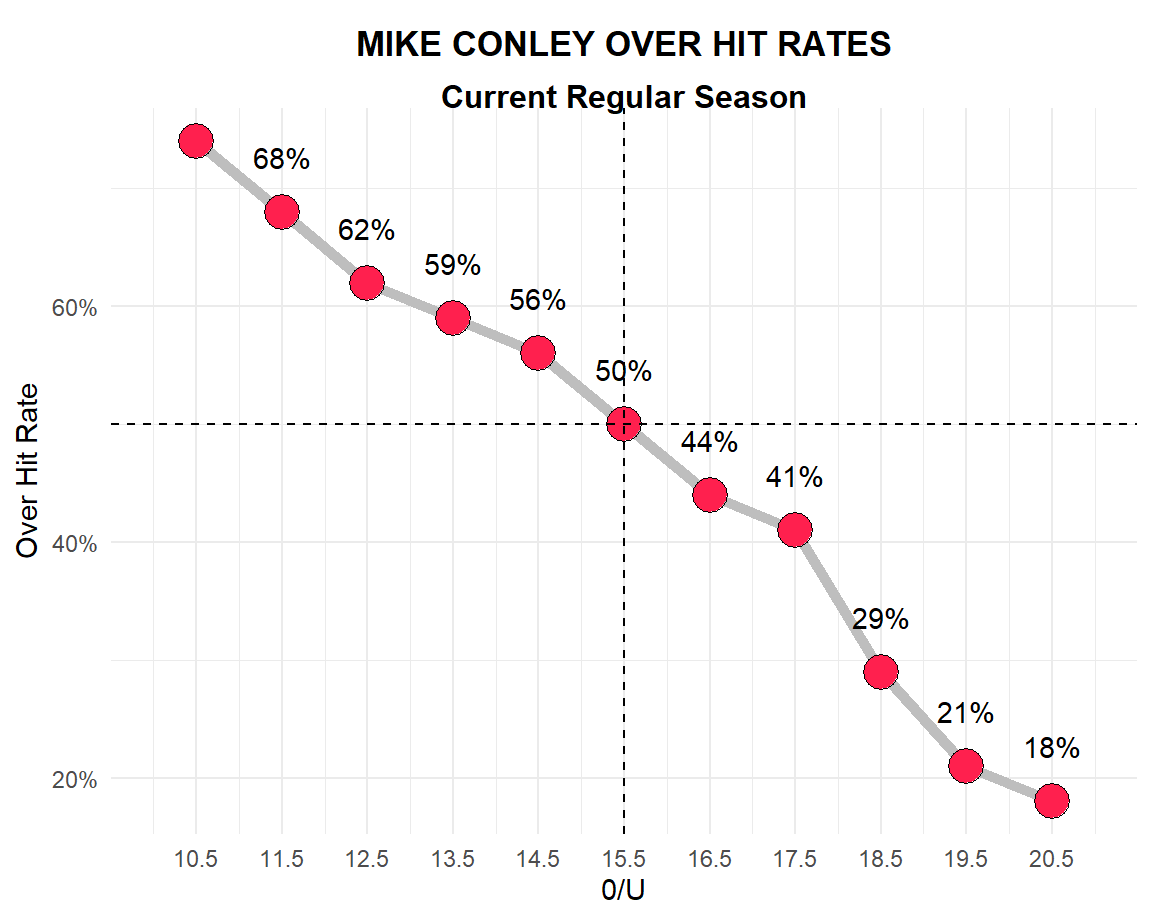 MIKE CONLEY OVER HIT RATES
Current Regular Season
68%
62%
59%
56%
50%
44%
41%
29%
21%
18%
60%
40%
20%
Over Hit Rate
10.5 11.5 12.5 13.5 14.5 15.5 16.5 17.5 18.5 19.5 20.5
0/U